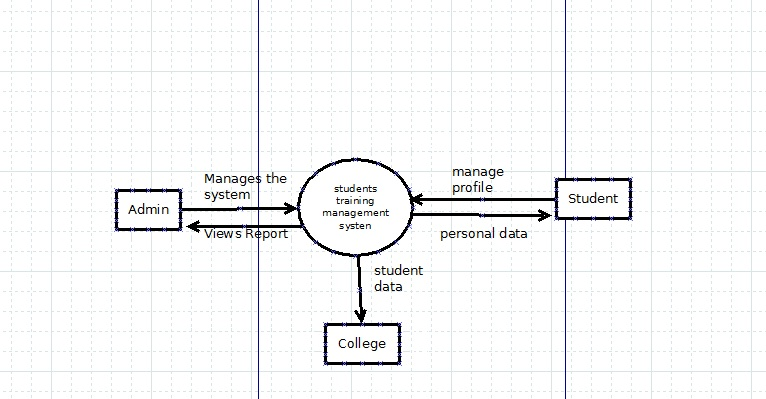 Manages the
system
Admin
Views Report
students
training
management
systen
manage
profile
Student
personal data
student
data
College